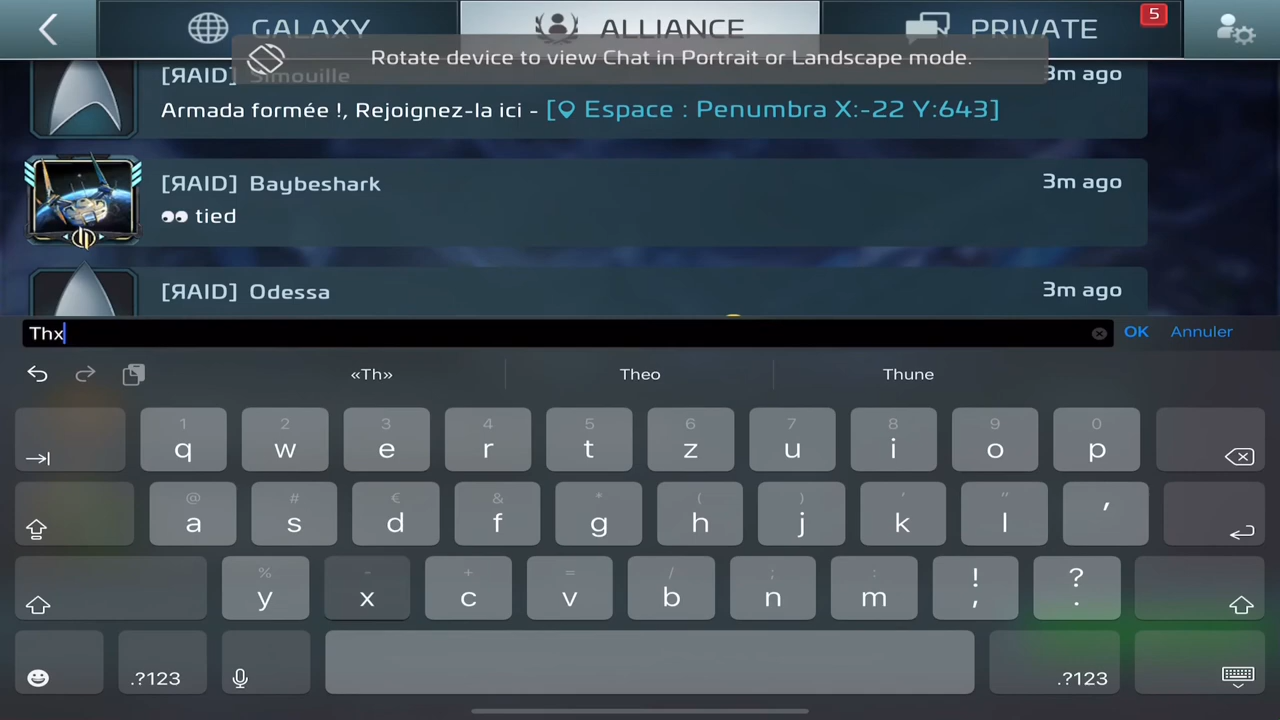 GALAXY
ALLIANCE
PRIVATE
5
Rotate device to view Chat in Portrait or Landscape mode.
[ЯAID] Simouille
3m ago
Armada formée !, Rejoignez-la ici - [ Espace : Penumbra X:-22 Y:643]
[ЯAID] Baybeshark
3m ago
👀 tied
[ЯAID] Odessa
3m ago
Thx
OK
Annuler
«Th»
Theo
Thune
1 2 3 4 5 6 7 8 9 0
q w e r t z u i o p
@ # € & * ( ) ' "
a s d f g h j k l ’
% - + = / ; : ! ?
y x c v b n m , .
.?123
.?123